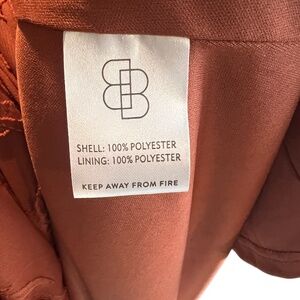 SHELL: 100% POLYESTER
LINING: 100% POLYESTER
KEEP AWAY FROM FIRE